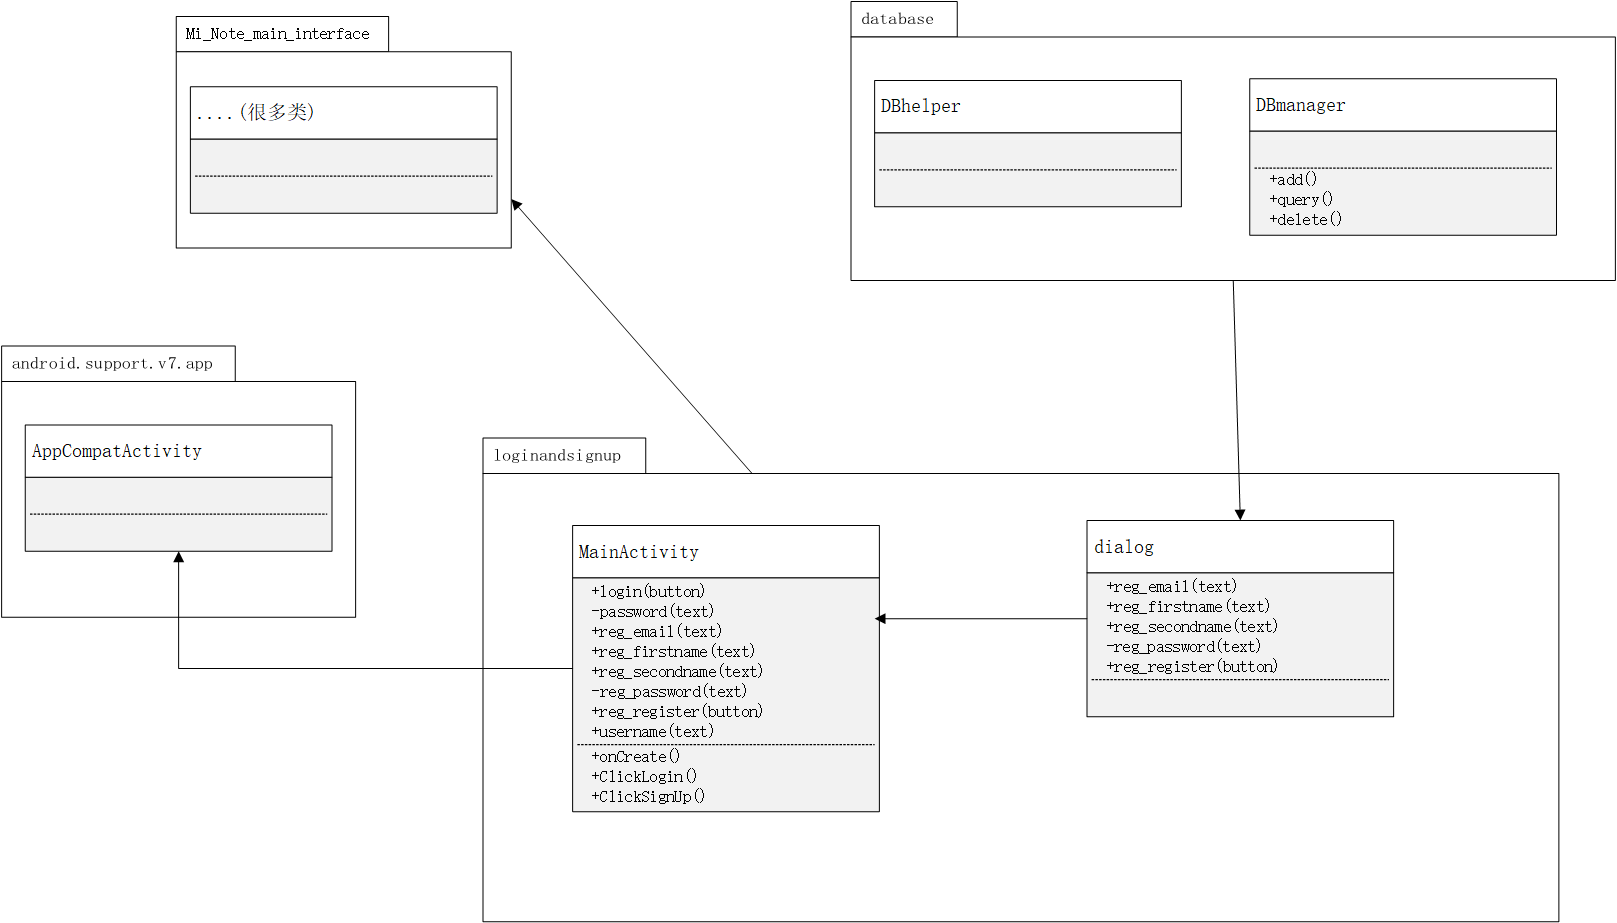 Mi_Note_main_interface
....(很多类)
database
DBhelper
DBmanager
+add()
+query()
+delete()
android.support.v7.app
AppCompatActivity
loginandsignup
MainActivity
+login(button)
-password(text)
+reg_email(text)
+reg_firstname(text)
+reg_secondname(text)
-reg_password(text)
+reg_register(button)
+username(text)
+onCreate()
+ClickLogin()
+ClickSignUp()
dialog
+reg_email(text)
+reg_firstname(text)
+reg_secondname(text)
-reg_password(text)
+reg_register(button)